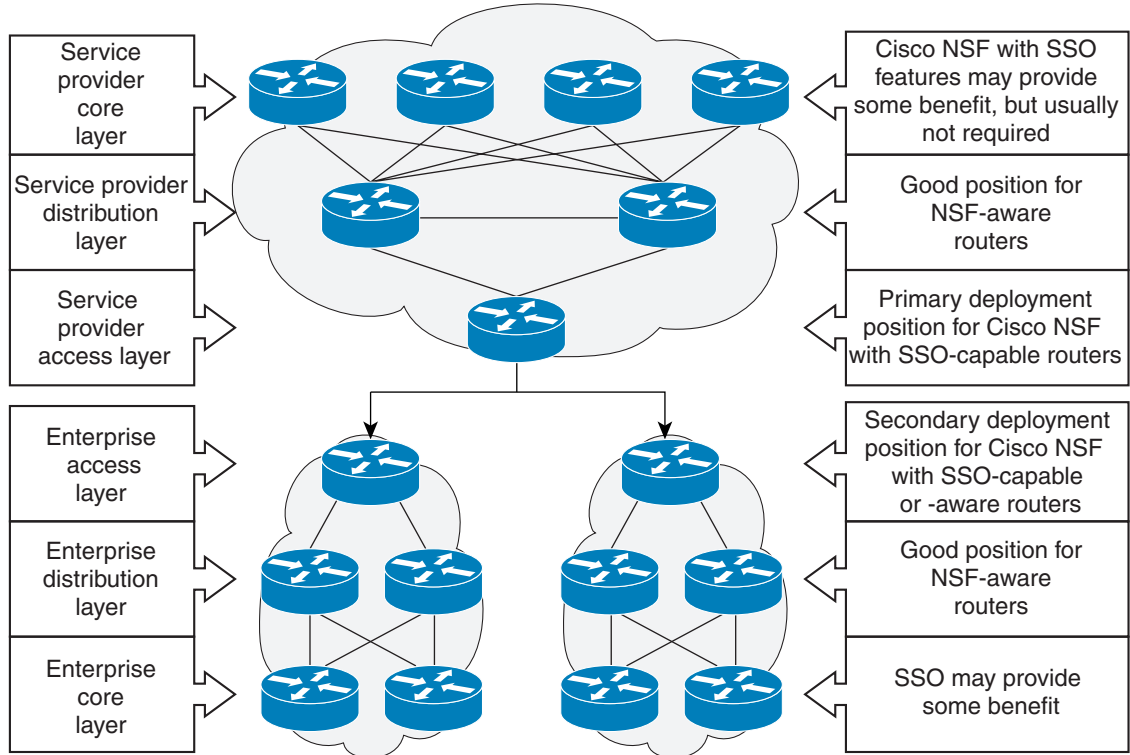 Service
provider
core
layer
Cisco NSF with SSO
features may provide
some benefit, but usually
not required
Service provider
distribution
layer
Good position for
NSF-aware
routers
Service
provider
access layer
Primary deployment
position for Cisco NSF
with SSO-capable routers
Enterprise
access
layer
Secondary deployment
position for Cisco NSF
with SSO-capable
or -aware routers
Enterprise
distribution
layer
Good position for
NSF-aware
routers
Enterprise
core
layer
SSO may provide
some benefit